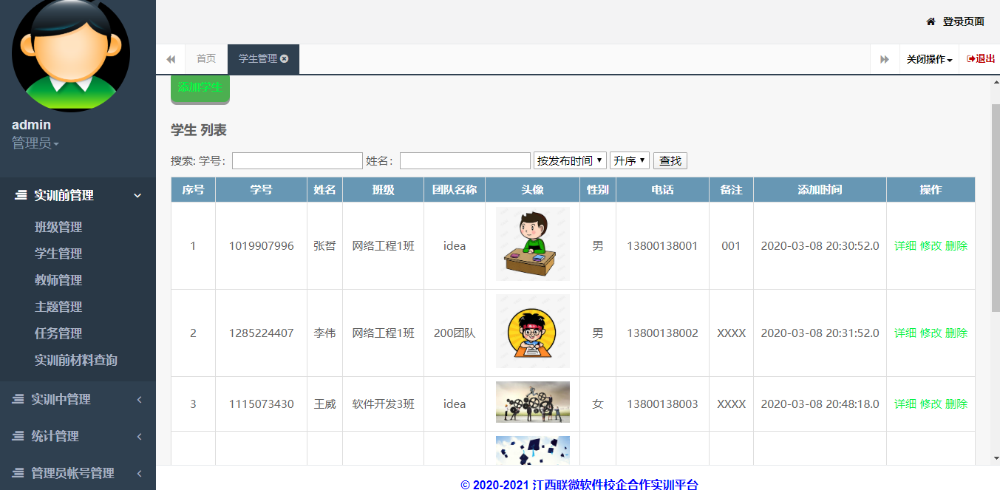 登录页面
首页 学生管理 关闭操作 退出
admin
管理员
实训前管理
班级管理
学生管理
教师管理
主题管理
任务管理
实训前材料查询
实训中管理
统计管理
管理员帐号管理
添加学生
学生 列表
搜索: 学号: 姓名: 按发布时间 升序 查找
序号 学号 姓名 班级 团队名称 头像 性别 电话 备注 添加时间 操作
1 1019907996 张哲 网络工程1班 idea 男 13800138001 001 2020-03-08 20:30:52.0 详细 修改 删除
2 1285224407 李伟 网络工程1班 200团队 男 13800138002 XXXX 2020-03-08 20:31:52.0 详细 修改 删除
3 1115073430 王威 软件开发3班 idea 女 13800138003 XXXX 2020-03-08 20:48:18.0 详细 修改 删除
© 2020-2021 江西联微软件校企合作实训平台